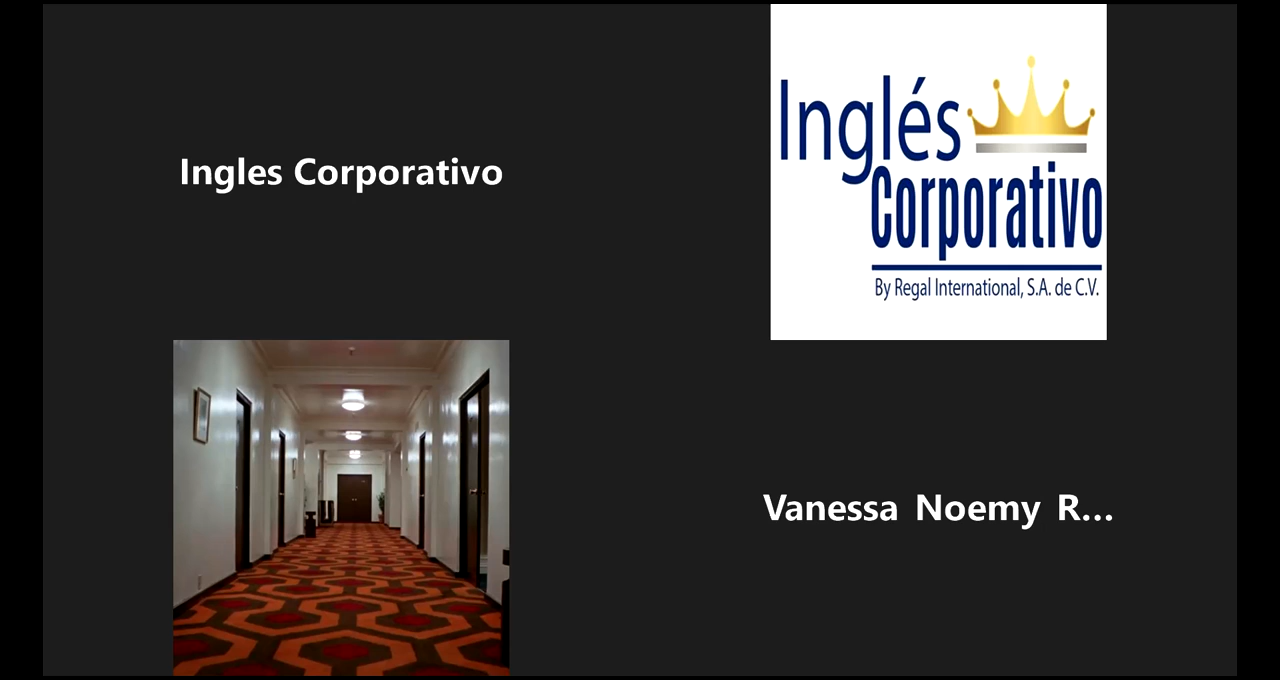 Ingles Corporativo
Inglés
Corporativo
By Regal International, S.A. de C.V.
Vanessa Noemy R...